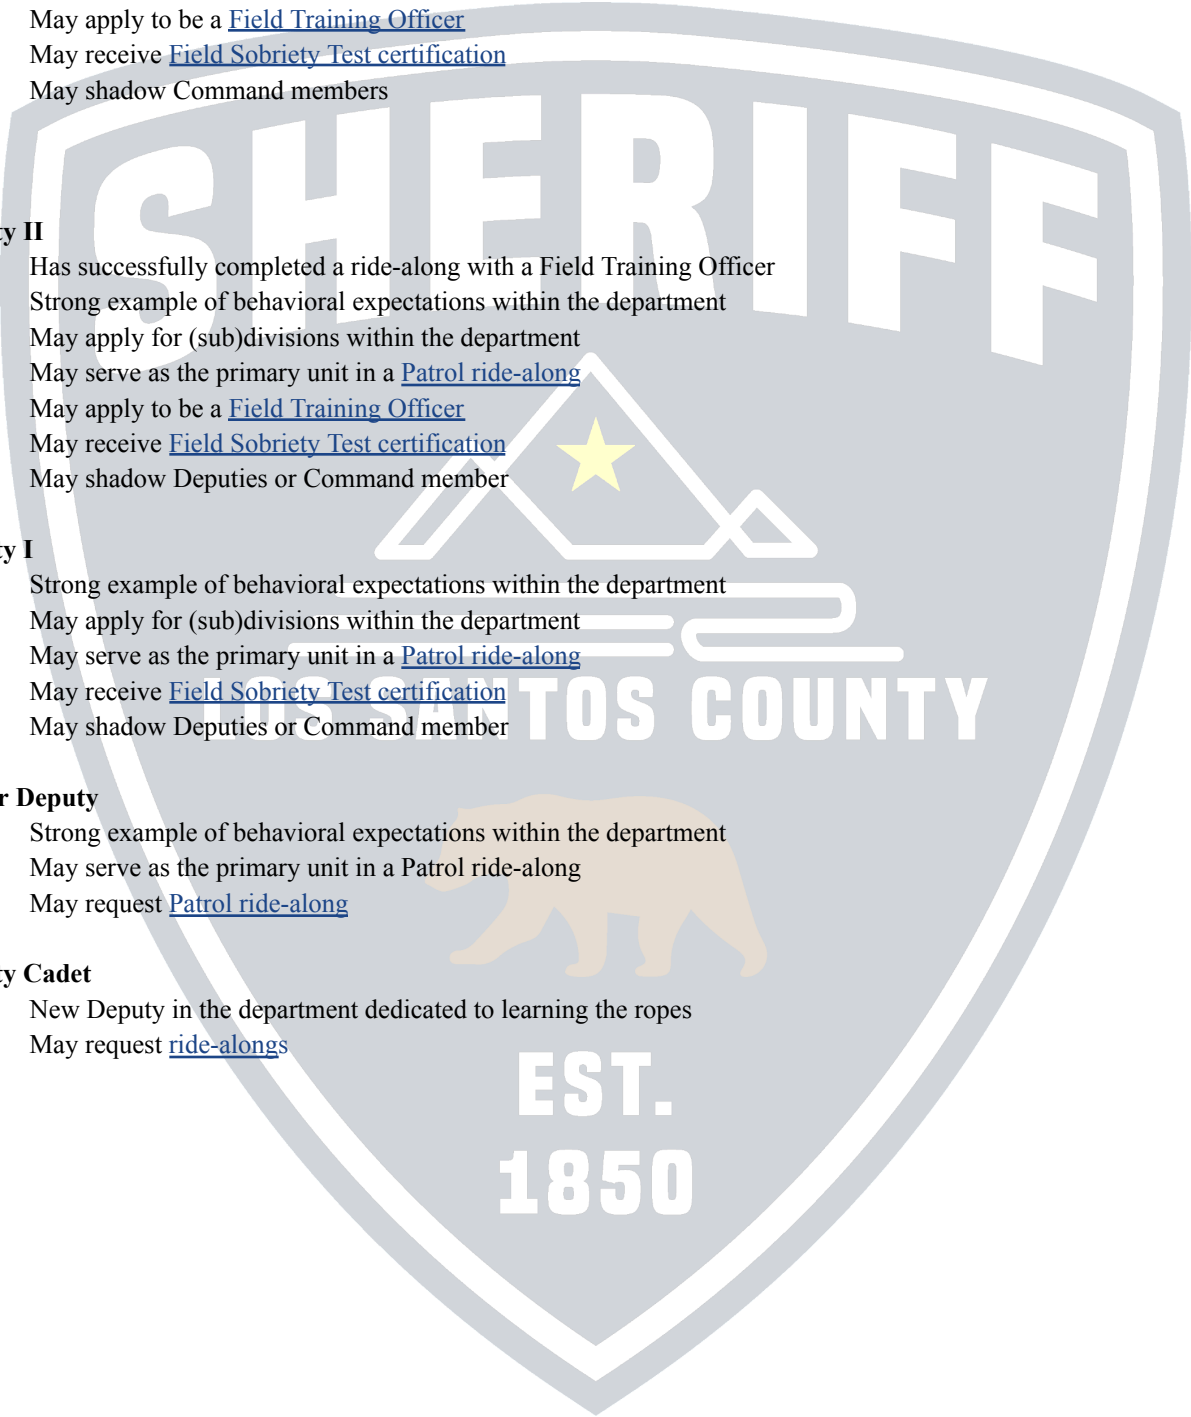 May apply to be a Field Training Officer
May receive Field Sobriety Test certification
May shadow Command members
SHERIFF
ty II
Has successfully completed a ride-along with a Field Training Officer
Strong example of behavioral expectations within the department
May apply for (sub)divisions within the department
May serve as the primary unit in a Patrol ride-along
May apply to be a Field Training Officer
May receive Field Sobriety Test certification
May shadow Deputies or Command member
ty I
Strong example of behavioral expectations within the department
May apply for (sub)divisions within the department
May serve as the primary unit in a Patrol ride-along
May receive Field Sobriety Test certification
LOS SANTOS COUNTY
May shadow Deputies or Command member
r Deputy
Strong example of behavioral expectations within the department
May serve as the primary unit in a Patrol ride-along
May request Patrol ride-along
ty Cadet
New Deputy in the department dedicated to learning the ropes
May request ride-alongs
EST.
1850